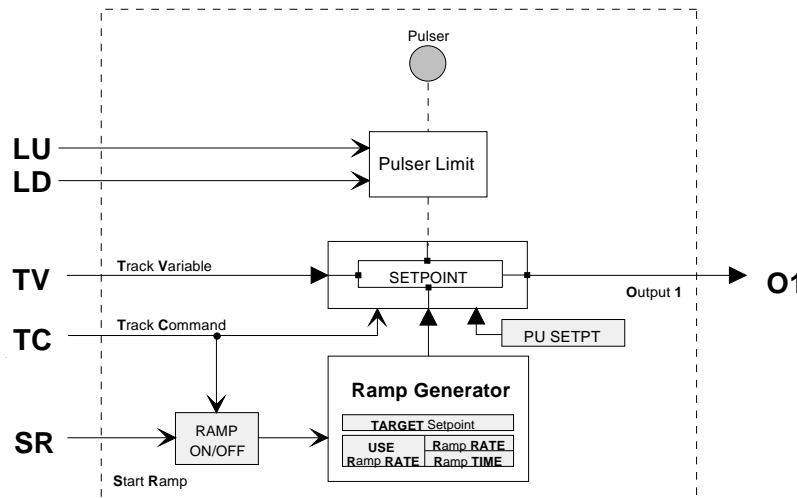 Pulser
LU
LD
Pulser Limit
TV
Track Variable
SETPOINT
O1
Output 1
TC
Track Command
PU SETPT
Ramp Generator
TARGET Setpoint
USE
Ramp RATE
Ramp RATE
Ramp TIME
SR
RAMP
ON/OFF
Start Ramp